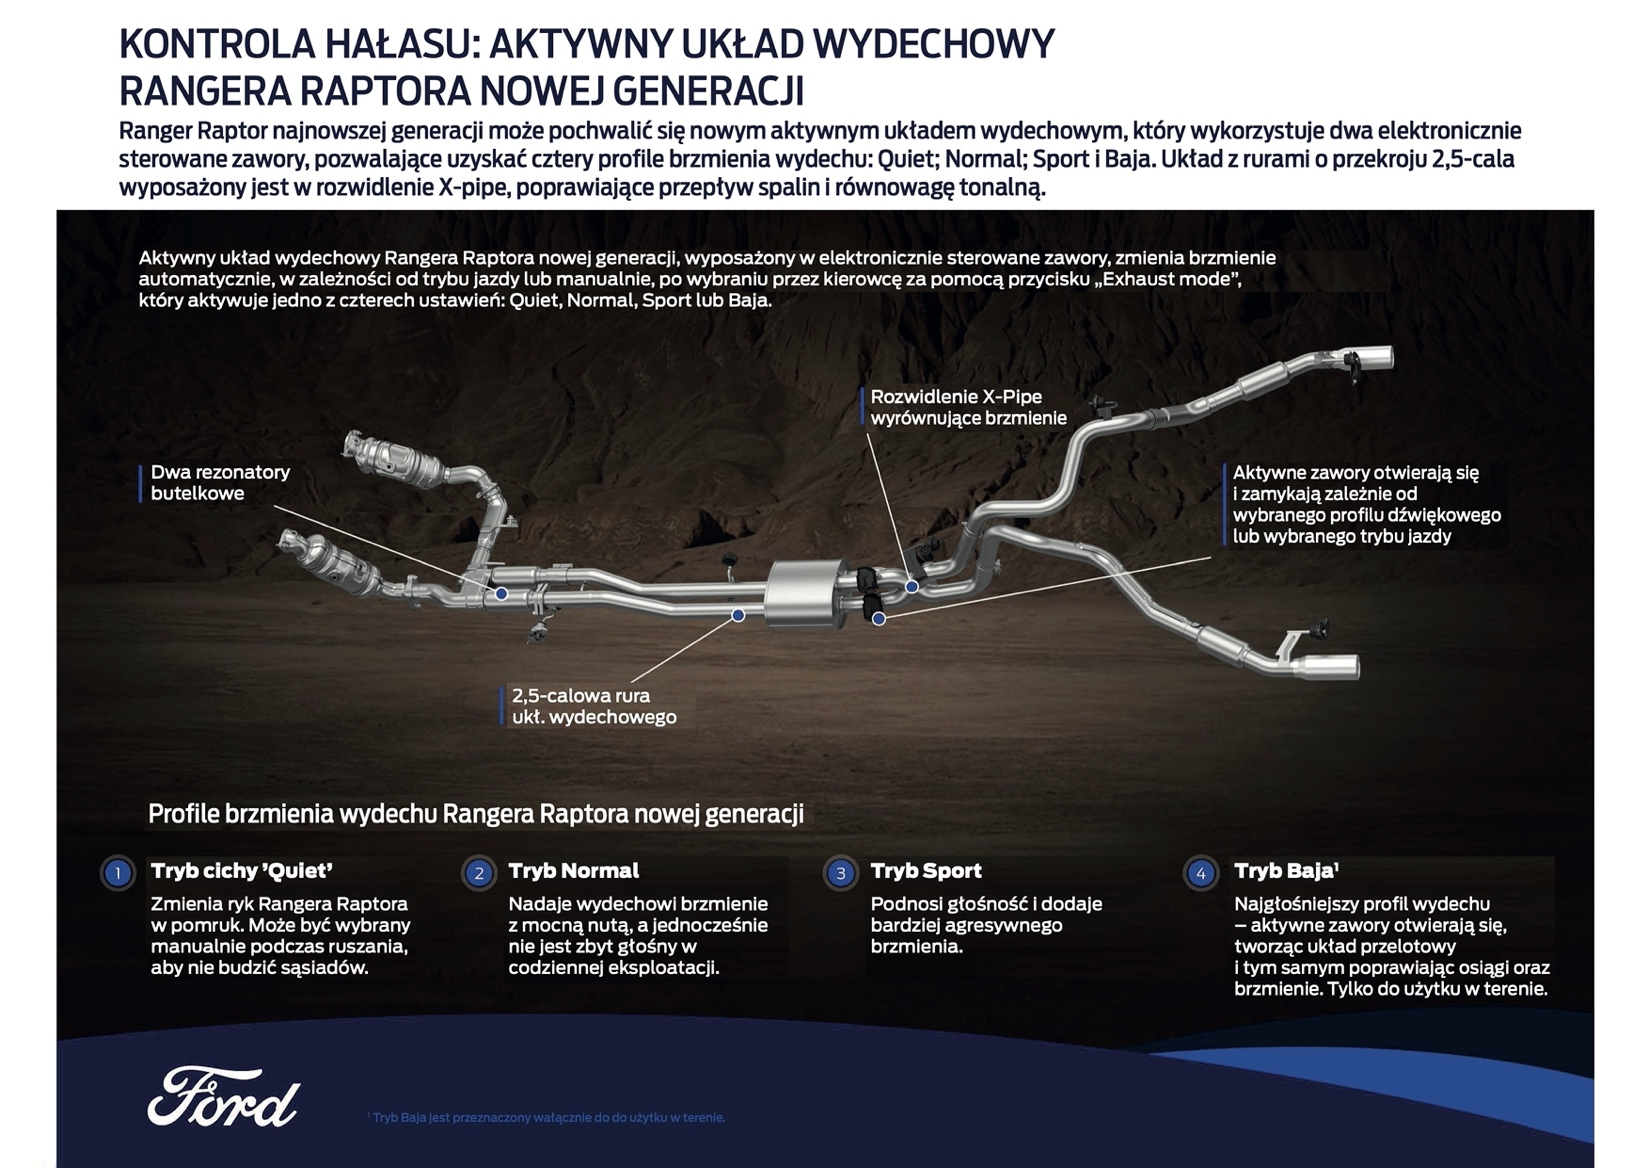 KONTROLA HAŁASU: AKTYWNY UKŁAD WYDECHOWY
RANGERA RAPTORA NOWEJ GENERACJI
Ranger Raptor najnowszej generacji może pochwalić się nowym aktywnym układem wydechowym, który wykorzystuje dwa elektronicznie
sterowane zawory, pozwalające uzyskać cztery profile brzmienia wydechu: Quiet; Normal; Sport i Baja. Układ z rurami o przekroju 2,5-cala
wyposażony jest w rozwidlenie X-pipe, poprawiające przepływ spalin i równowagę tonalną.
Aktywny układ wydechowy Rangera Raptora nowej generacji, wyposażony w elektronicznie sterowane zawory, zmienia brzmienie
automatycznie, w zależności od trybu jazdy lub manualnie, po wybraniu przez kierowcę za pomocą przycisku „Exhaust mode”,
który aktywuje jedno z czterech ustawień: Quiet, Normal, Sport lub Baja.
Rozwidlenie X-Pipe
wyrównujące brzmienie
Dwa rezonatory
butelkowe
Aktywne zawory otwierają się
i zamykają zależnie od
wybranego profilu dźwiękowego
lub wybranego trybu jazdy
2,5-calowa rura
ukł. wydechowego
Profile brzmienia wydechu Rangera Raptora nowej generacji
1 Tryb cichy ’Quiet’
Zmienia ryk Rangera Raptora
w pomruk. Może być wybrany
manualnie podczas ruszania,
aby nie budzić sąsiadów.
2 Tryb Normal
Nadaje wydechowi brzmienie
z mocną nutą, a jednocześnie
nie jest zbyt głośny w
codziennej eksploatacji.
3 Tryb Sport
Podnosi głośność i dodaje
bardziej agresywnego
brzmienia.
4 Tryb Baja¹
Najgłośniejszy profil wydechu
– aktywne zawory otwierają się,
tworząc układ przelotowy
i tym samym poprawiając osiągi oraz
brzmienie. Tylko do użytku w terenie.
Ford
¹ Tryb Baja jest przeznaczony wałącznie do do użytku w terenie.